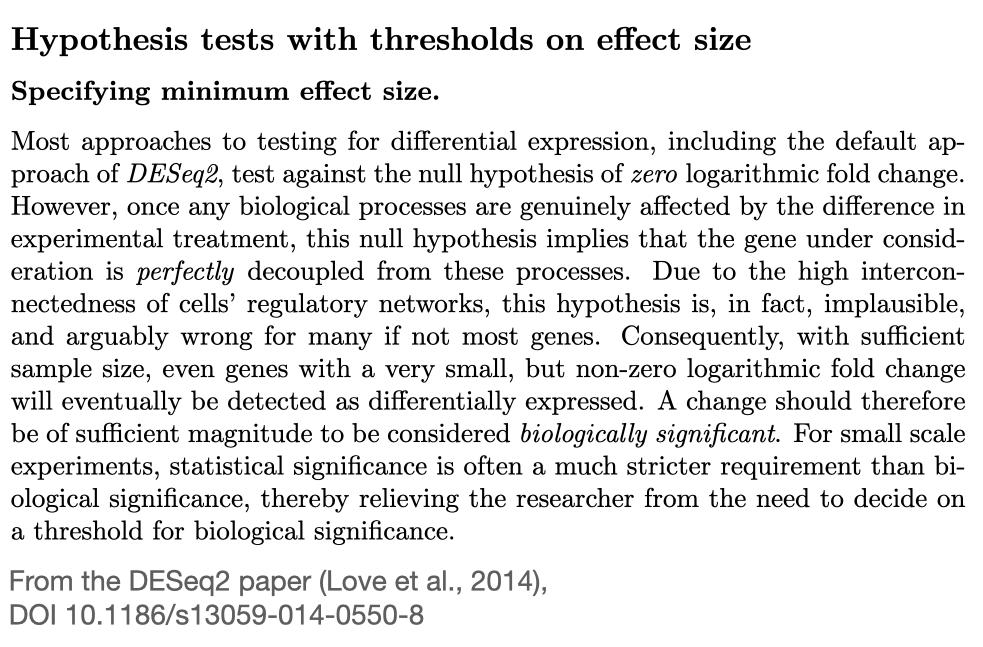 Hypothesis tests with thresholds on effect size
Specifying minimum effect size.
Most approaches to testing for differential expression, including the default ap-
proach of DESeq2, test against the null hypothesis of zero logarithmic fold change.
However, once any biological processes are genuinely affected by the difference in
experimental treatment, this null hypothesis implies that the gene under consid-
eration is perfectly decoupled from these processes. Due to the high intercon-
nectedness of cells’ regulatory networks, this hypothesis is, in fact, implausible,
and arguably wrong for many if not most genes. Consequently, with sufficient
sample size, even genes with a very small, but non-zero logarithmic fold change
will eventually be detected as differentially expressed. A change should therefore
be of sufficient magnitude to be considered biologically significant. For small scale
experiments, statistical significance is often a much stricter requirement than bi-
ological significance, thereby relieving the researcher from the need to decide on
a threshold for biological significance.
From the DESeq2 paper (Love et al., 2014),
DOI 10.1186/s13059-014-0550-8